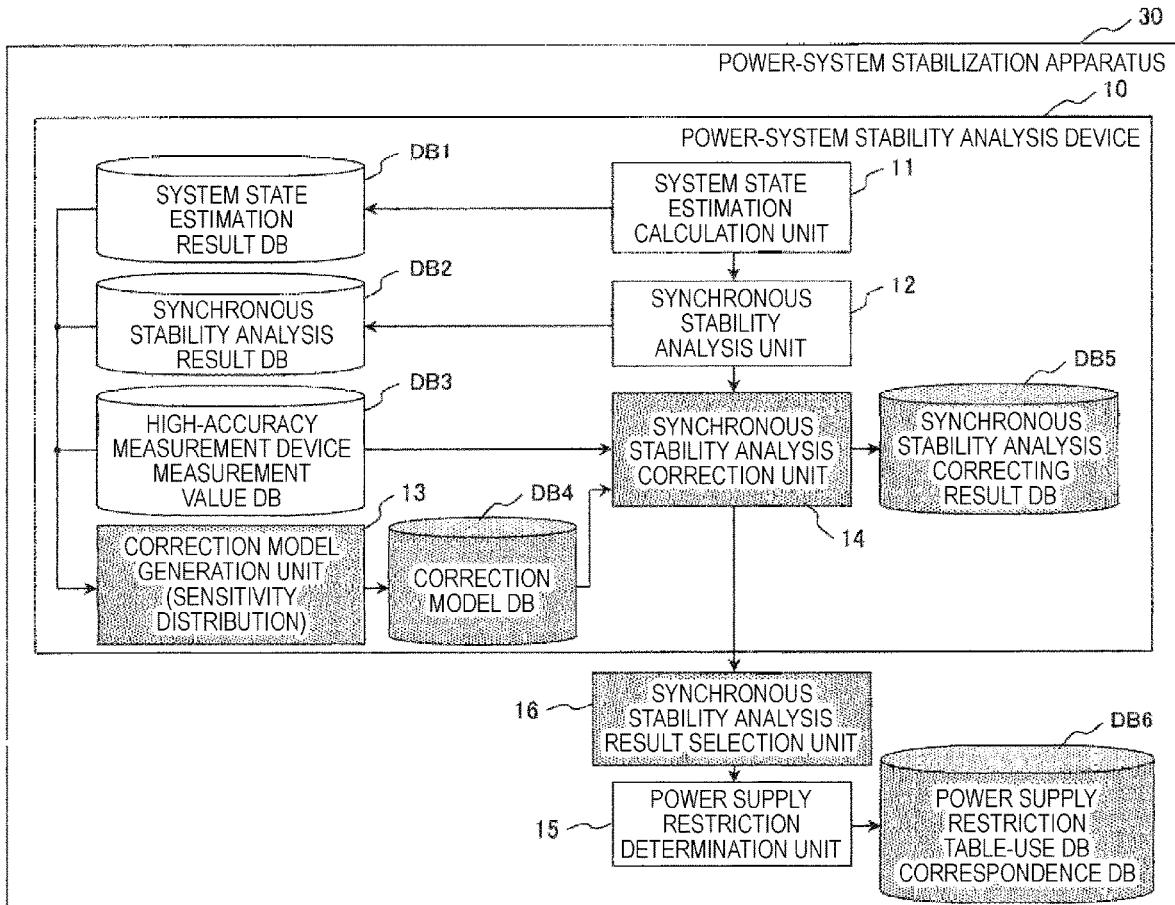 30
POWER-SYSTEM STABILIZATION APPARATUS
10
POWER-SYSTEM STABILITY ANALYSIS DEVICE
DB1
SYSTEM STATE
ESTIMATION
RESULT DB
11
SYSTEM STATE
ESTIMATION
CALCULATION UNIT
DB2
SYNCHRONOUS
STABILITY ANALYSIS
RESULT DB
12
SYNCHRONOUS
STABILITY
ANALYSIS UNIT
DB3
HIGH-ACCURACY
MEASUREMENT DEVICE
MEASUREMENT
VALUE DB
SYNCHRONOUS
STABILITY ANALYSIS
CORRECTION UNIT
14
DB5
SYNCHRONOUS
STABILITY ANALYSIS
CORRECTING
RESULT DB
13
CORRECTION MODEL
GENERATION UNIT
(SENSITIVITY
DISTRIBUTION)
DB4
CORRECTION
MODEL DB
16
SYNCHRONOUS
STABILITY ANALYSIS
RESULT SELECTION UNIT
15
POWER SUPPLY
RESTRICTION
DETERMINATION UNIT
DB6
POWER SUPPLY
RESTRICTION
TABLE-USE DB
CORRESPONDENCE DB